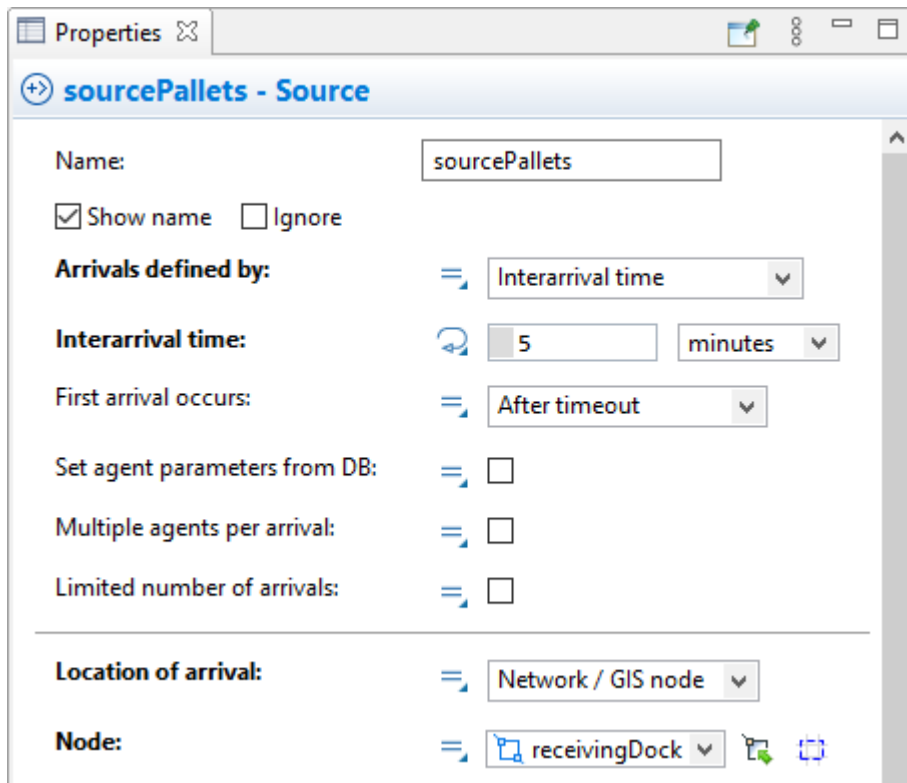 Properties
sourcePallets - Source
Name: sourcePallets
Show name Ignore
Arrivals defined by: Interarrival time
Interarrival time: 5 minutes
First arrival occurs: After timeout
Set agent parameters from DB:
Multiple agents per arrival:
Limited number of arrivals:
Location of arrival: Network / GIS node
Node: receivingDock